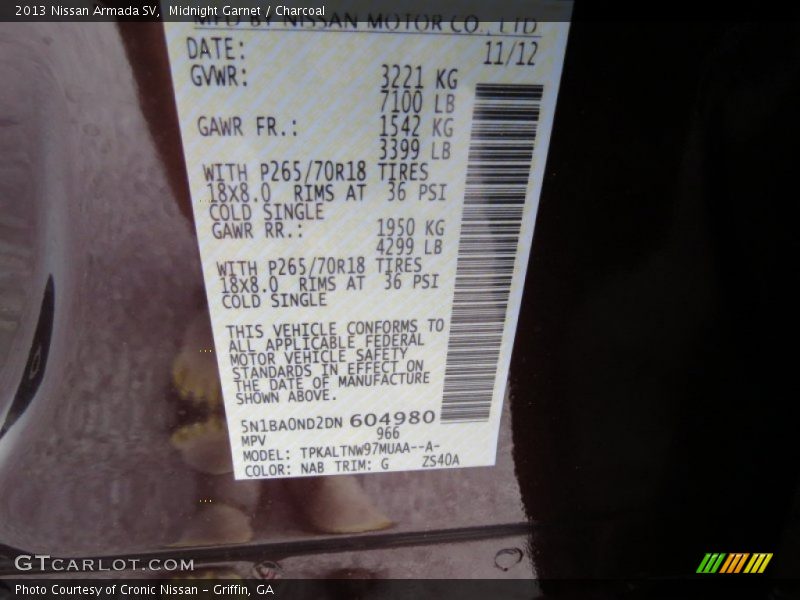 2013 Nissan Armada SV, Midnight Garnet / Charcoal
MFD BY NISSAN MOTOR CO., LTD
DATE: 11/12
GVWR: 3221 KG
7100 LB
GAWR FR.: 1542 KG
3399 LB
WITH P265/70R18 TIRES
18X8.0 RIMS AT 36 PSI
COLD SINGLE
GAWR RR.: 1950 KG
4299 LB
WITH P265/70R18 TIRES
18X8.0 RIMS AT 36 PSI
COLD SINGLE
THIS VEHICLE CONFORMS TO
ALL APPLICABLE FEDERAL
MOTOR VEHICLE SAFETY
STANDARDS IN EFFECT ON
THE DATE OF MANUFACTURE
SHOWN ABOVE.
5N1BA0ND2DN 604980
MPV 966
MODEL: TPKALTNW97MUAA--A-
COLOR: NAB TRIM: G ZS40A
GTCARLOT.COM
Photo Courtesy of Cronic Nissan - Griffin, GA